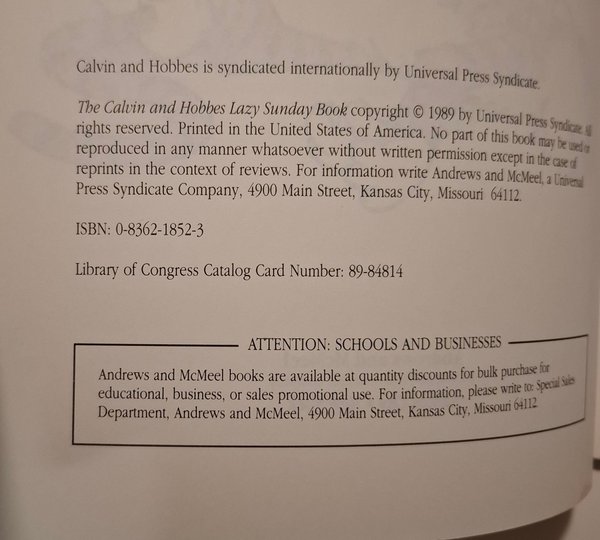 Calvin and Hobbes is syndicated internationally by Universal Press Syndicate.
The Calvin and Hobbes Lazy Sunday Book copyright © 1989 by Universal Press Syndicate. All
rights reserved. Printed in the United States of America. No part of this book may be used or
reproduced in any manner whatsoever without written permission except in the case of
reprints in the context of reviews. For information write Andrews and McMeel, a Universal
Press Syndicate Company, 4900 Main Street, Kansas City, Missouri 64112.
ISBN: 0-8362-1852-3
Library of Congress Catalog Card Number: 89-84814
ATTENTION: SCHOOLS AND BUSINESSES
Andrews and McMeel books are available at quantity discounts for bulk purchase for
educational, business, or sales promotional use. For information, please write to: Special Sales
Department, Andrews and McMeel, 4900 Main Street, Kansas City, Missouri 64112